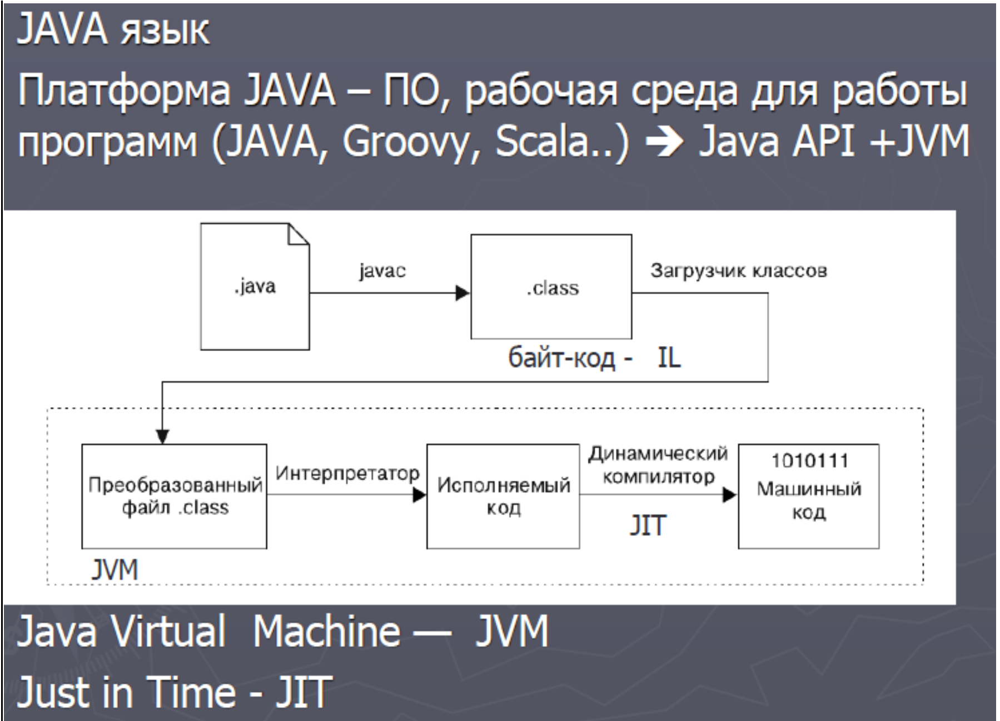 JAVA язык
Платформа JAVA – ПО, рабочая среда для работы
программ (JAVA, Groovy, Scala..) ➔ Java API +JVM
.java
javac
.class
Загрузчик классов
байт-код - IL
Преобразованный
файл .class
Интерпретатор
Исполняемый
код
Динамический
компилятор
JIT
1010111
Машинный
код
JVM
Java Virtual Machine — JVM
Just in Time - JIT